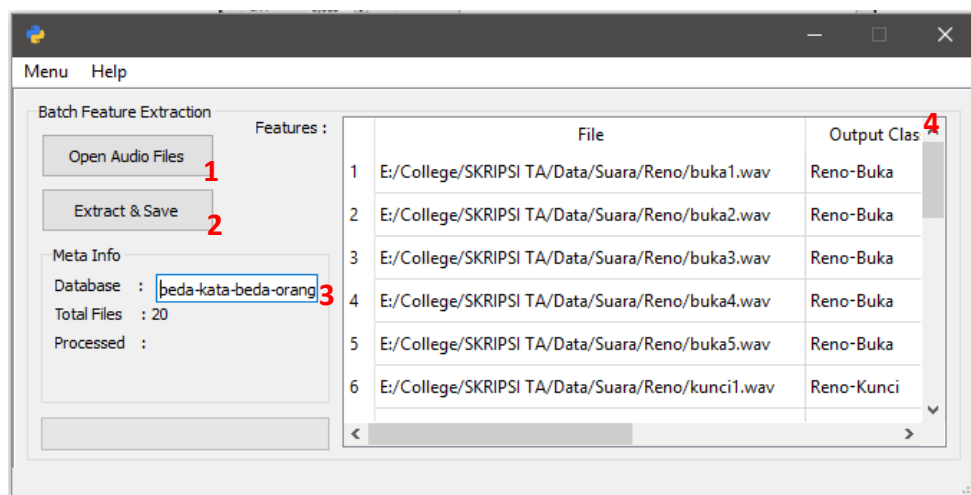 Menu Help
Batch Feature Extraction
Open Audio Files
1
Extract & Save
2
Meta Info
Database : beda-kata-beda-orang
3
Total Files : 20
Processed :
Features :
File Output Clas
4
1 E:/College/SKRIPSI TA/Data/Suara/Reno/buka1.wav Reno-Buka
2 E:/College/SKRIPSI TA/Data/Suara/Reno/buka2.wav Reno-Buka
3 E:/College/SKRIPSI TA/Data/Suara/Reno/buka3.wav Reno-Buka
4 E:/College/SKRIPSI TA/Data/Suara/Reno/buka4.wav Reno-Buka
5 E:/College/SKRIPSI TA/Data/Suara/Reno/buka5.wav Reno-Buka
6 E:/College/SKRIPSI TA/Data/Suara/Reno/kunci1.wav Reno-Kunci